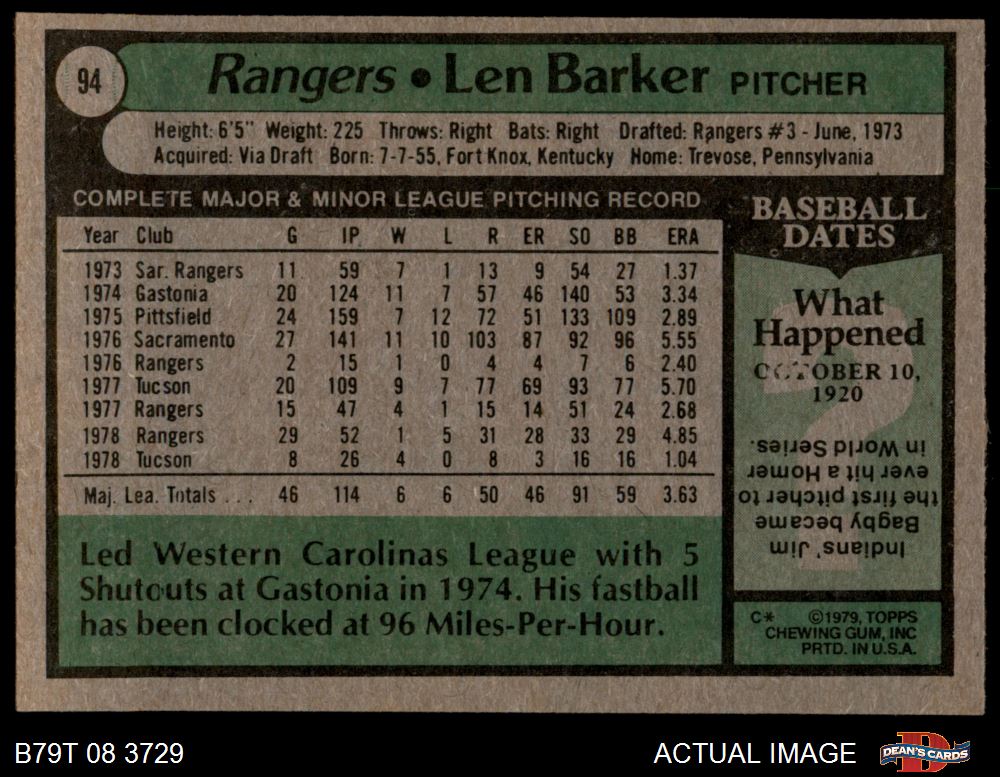 94
Rangers • Len Barker PITCHER
Height: 6'5" Weight: 225 Throws: Right Bats: Right Drafted: Rangers #3 - June, 1973
Acquired: Via Draft Born: 7-7-55, Fort Knox, Kentucky Home: Trevose, Pennsylvania
COMPLETE MAJOR & MINOR LEAGUE PITCHING RECORD
Year Club G IP W L R ER SO BB ERA
1973 Sar. Rangers 11 59 7 1 13 9 54 27 1.37
1974 Gastonia 20 124 11 7 57 46 140 53 3.34
1975 Pittsfield 24 159 7 12 72 51 133 109 2.89
1976 Sacramento 27 141 11 10 103 87 92 96 5.55
1976 Rangers 2 15 1 0 4 4 7 6 2.40
1977 Tucson 20 109 9 7 77 69 93 77 5.70
1977 Rangers 15 47 4 1 15 14 51 24 2.68
1978 Rangers 29 52 1 5 31 28 33 29 4.85
1978 Tucson 8 26 4 0 8 3 16 16 1.04
Maj. Lea. Totals . . . 46 114 6 6 50 46 91 59 3.63
Led Western Carolinas League with 5
Shutouts at Gastonia in 1974. His fastball
has been clocked at 96 Miles-Per-Hour.
BASEBALL
DATES
What
Happened
OCTOBER 10,
1920
Indians' Jim
Bagby became
the first pitcher to
ever hit a Homer
in World Series.
C* ©1979, TOPPS
CHEWING GUM, INC
PRTD. IN U.S.A.
B79T 08 3729
ACTUAL IMAGE
DEAN'S CARDS